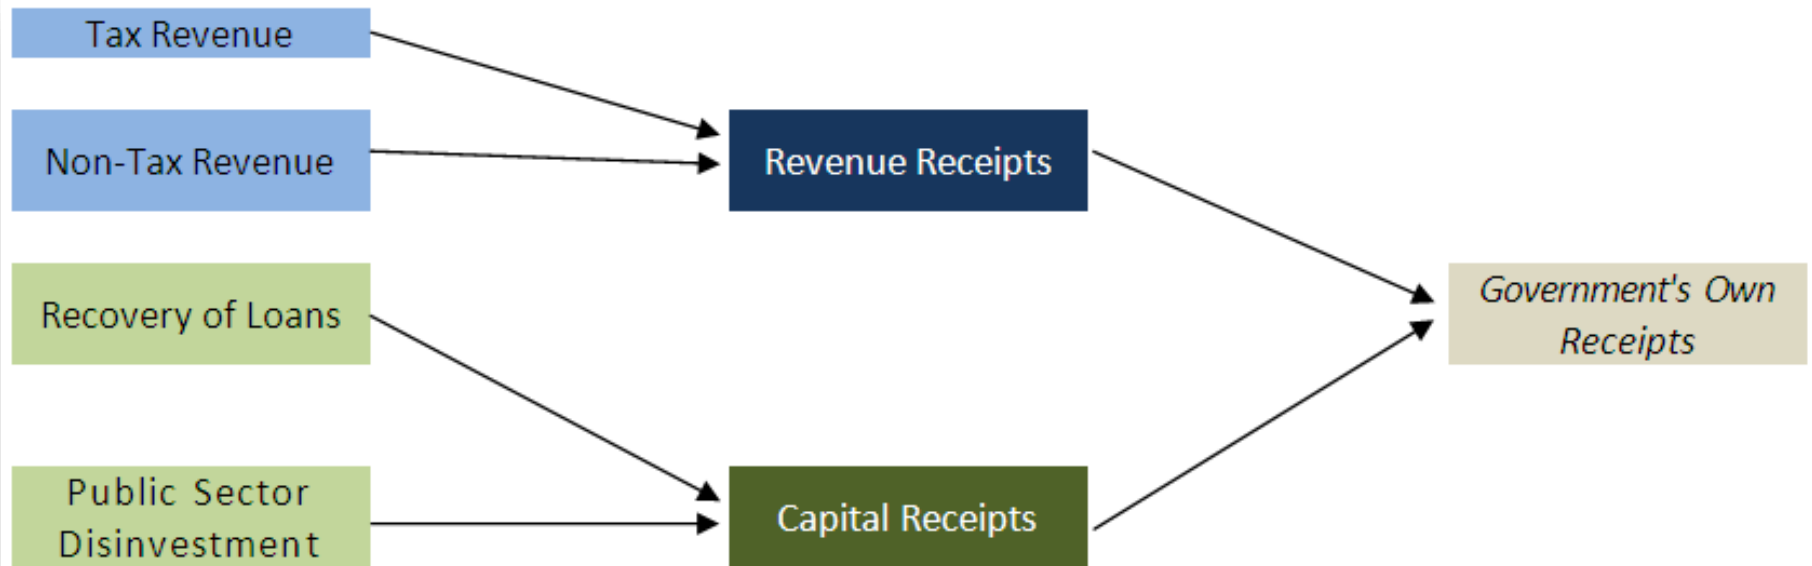 Tax Revenue
Non-Tax Revenue
Revenue Receipts
Recovery of Loans
Government's Own
Receipts
Public Sector
Disinvestment
Capital Receipts